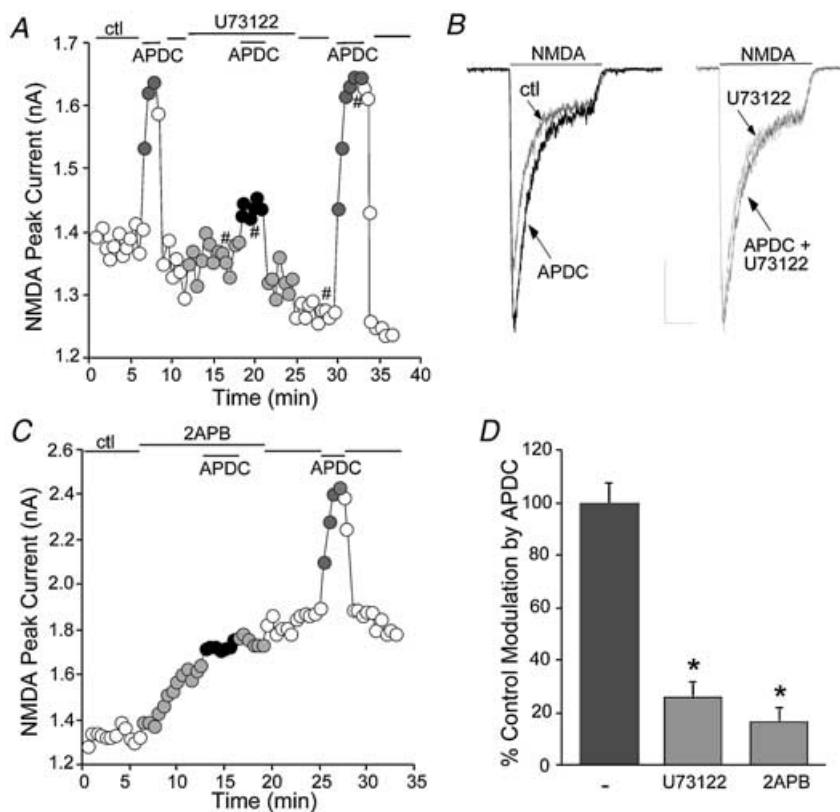 A
ctl
U73122
APDC
APDC
APDC
NMDA Peak Current (nA)
1.7
1.6
1.5
1.4
1.3
1.2
#
#
#
#
0 5 10 15 20 25 30 35 40
Time (min)
B
NMDA
ctl
APDC
NMDA
U73122
APDC +
U73122
C
ctl
2APB
APDC
APDC
NMDA Peak Current (nA)
2.6
2.4
2.2
2.0
1.8
1.6
1.4
1.2
0 5 10 15 20 25 30 35
Time (min)
D
% Control Modulation by APDC
120
100
80
60
40
20
0
*
*
- U73122 2APB